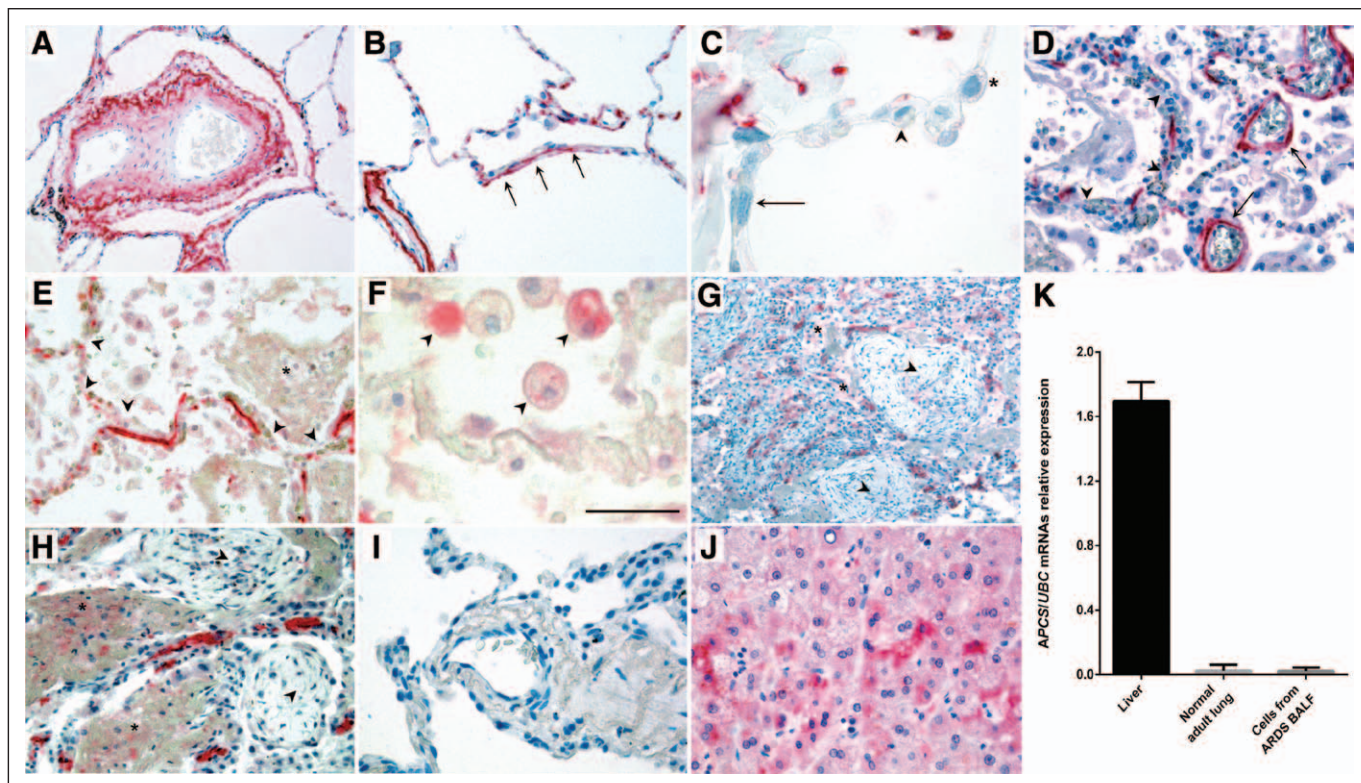 A
B
C
*
D
E
*
F
G
*
*
K
H
*
*
I
J
APCS/UBC mRNAs relative expression
2.0
1.6
1.2
0.8
0.4
0.0
Liver
Normal
adult lung
Cells from
ARDS BALF